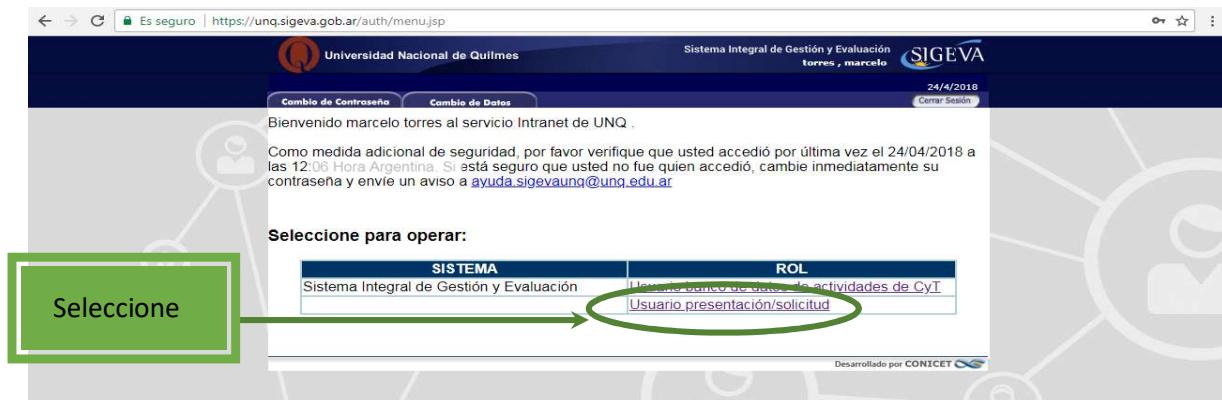 Es seguro | https://unq.sigeva.gob.ar/auth/menu.jsp
Universidad Nacional de Quilmes
Sistema Integral de Gestión y Evaluación
torres , marcelo
SIGEVA
24/4/2018
Cambio de Contraseña Cambio de Datos Cerrar Sesión
Bienvenido marcelo torres al servicio Intranet de UNQ .
Como medida adicional de seguridad, por favor verifique que usted accedió por última vez el 24/04/2018 a
las 12:06 Hora Argentina. Si está seguro que usted no fue quien accedió, cambie inmediatamente su
contraseña y envíe un aviso a ayuda.sigevaunq@unq.edu.ar
Seleccione para operar:
SISTEMA ROL
Sistema Integral de Gestión y Evaluación Usuario banco de datos de actividades de CyT
Usuario presentación/solicitud
Seleccione
Desarrollado por CONICET